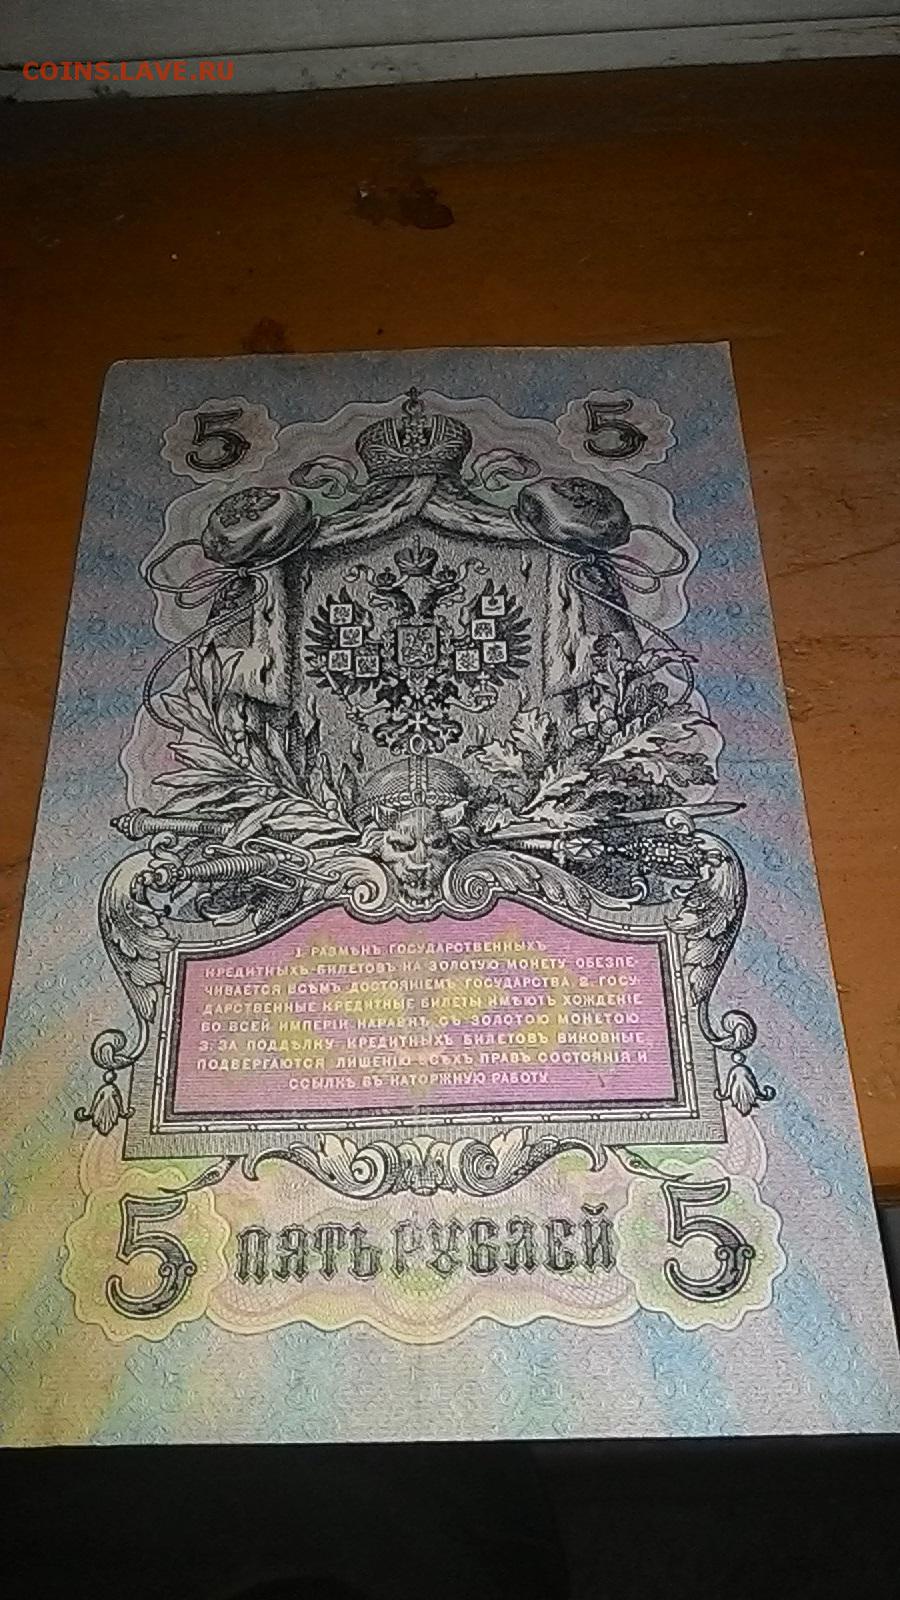 COINS.LAVE.RU
5 5
1. РАЗМѢНЪ ГОСУДАРСТВЕННЫХЪ
КРЕДИТНЫХЪ БИЛЕТОВЪ НА ЗОЛОТУЮ МОНЕТУ ОБЕЗПЕ-
ЧИВАЕТСЯ ВСѢМЪ ДОСТОЯНІЕМЪ ГОСУДАРСТВА. 2. ГОСУ-
ДАРСТВЕННЫЕ КРЕДИТНЫЕ БИЛЕТЫ ИМѢЮТЪ ХОЖДЕНІЕ
ВО ВСЕЙ ИМПЕРІИ НАРАВНѢ СЪ ЗОЛОТОЮ МОНЕТОЮ.
3. ЗА ПОДДѢЛКУ КРЕДИТНЫХЪ БИЛЕТОВЪ ВИНОВНЫЕ
ПОДВЕРГАЮТСЯ ЛИШЕНІЮ ВСѢХЪ ПРАВЪ СОСТОЯНІЯ И
ССЫЛКѢ ВЪ КАТОРЖНУЮ РАБОТУ.
5 ПЯТЬ РУБЛЕЙ 5